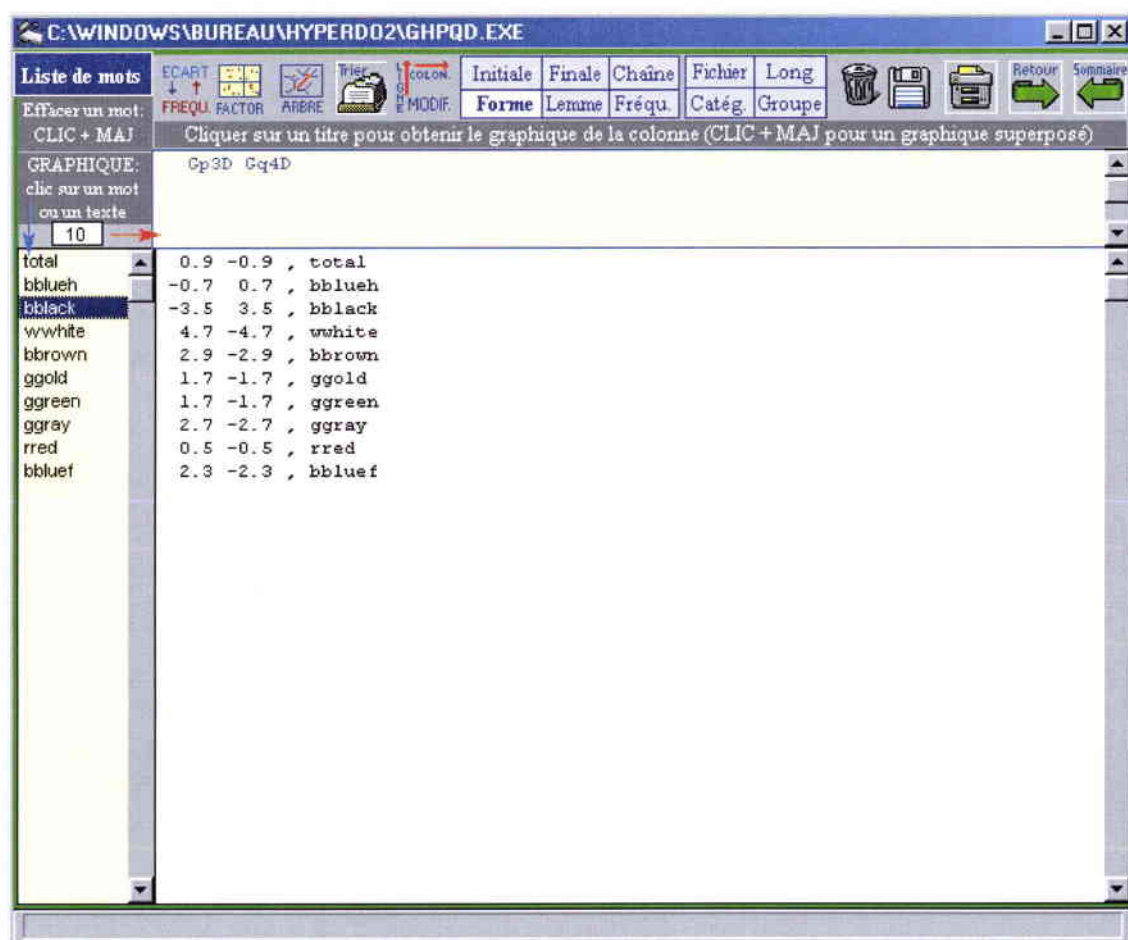 C:\WINDOWS\BUREAU\HYPERDO2\GHPQD.EXE
Liste de mots
ECART FREQU.
FACTOR
ARBRE
Trier
LIGNE COLON. MODIF.
Initiale Finale Chaîne Fichier Long
Forme Lemme Fréqu. Catég. Groupe
Retour
Sommaire
Effacer un mot:
CLIC + MAJ
Cliquer sur un titre pour obtenir le graphique de la colonne (CLIC + MAJ pour un graphique superposé)
GRAPHIQUE:
clic sur un mot
ou un texte
10
Gp3D Gq4D
total
bblueh
bblack
wwhite
bbrown
ggold
ggreen
ggray
rred
bbluef
0.9 -0.9 , total
-0.7 0.7 , bblueh
-3.5 3.5 , bblack
4.7 -4.7 , wwhite
2.9 -2.9 , bbrown
1.7 -1.7 , ggold
1.7 -1.7 , ggreen
2.7 -2.7 , ggray
0.5 -0.5 , rred
2.3 -2.3 , bbluef